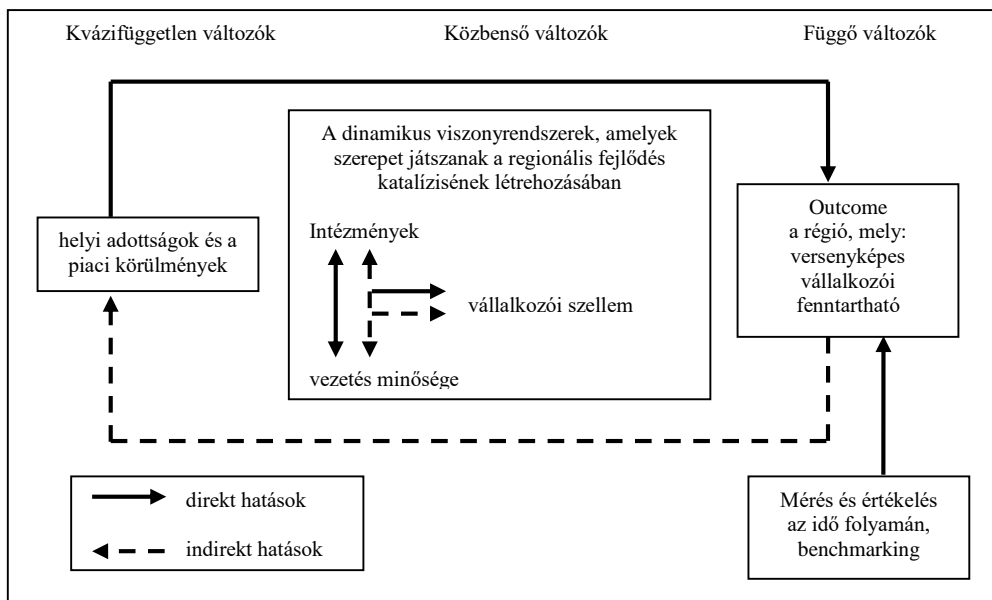 Kvázifüggetlen változók
Közbenső változók
Függő változók
A dinamikus viszonyrendszerek, amelyek
szerepet játszanak a regionális fejlődés
katalízisének létrehozásában
helyi adottságok és a
piaci körülmények
Intézmények
vállalkozói szellem
vezetés minősége
Outcome
a régió, mely:
versenyképes
vállalkozói
fenntartható
direkt hatások
indirekt hatások
Mérés és értékelés
az idő folyamán,
benchmarking